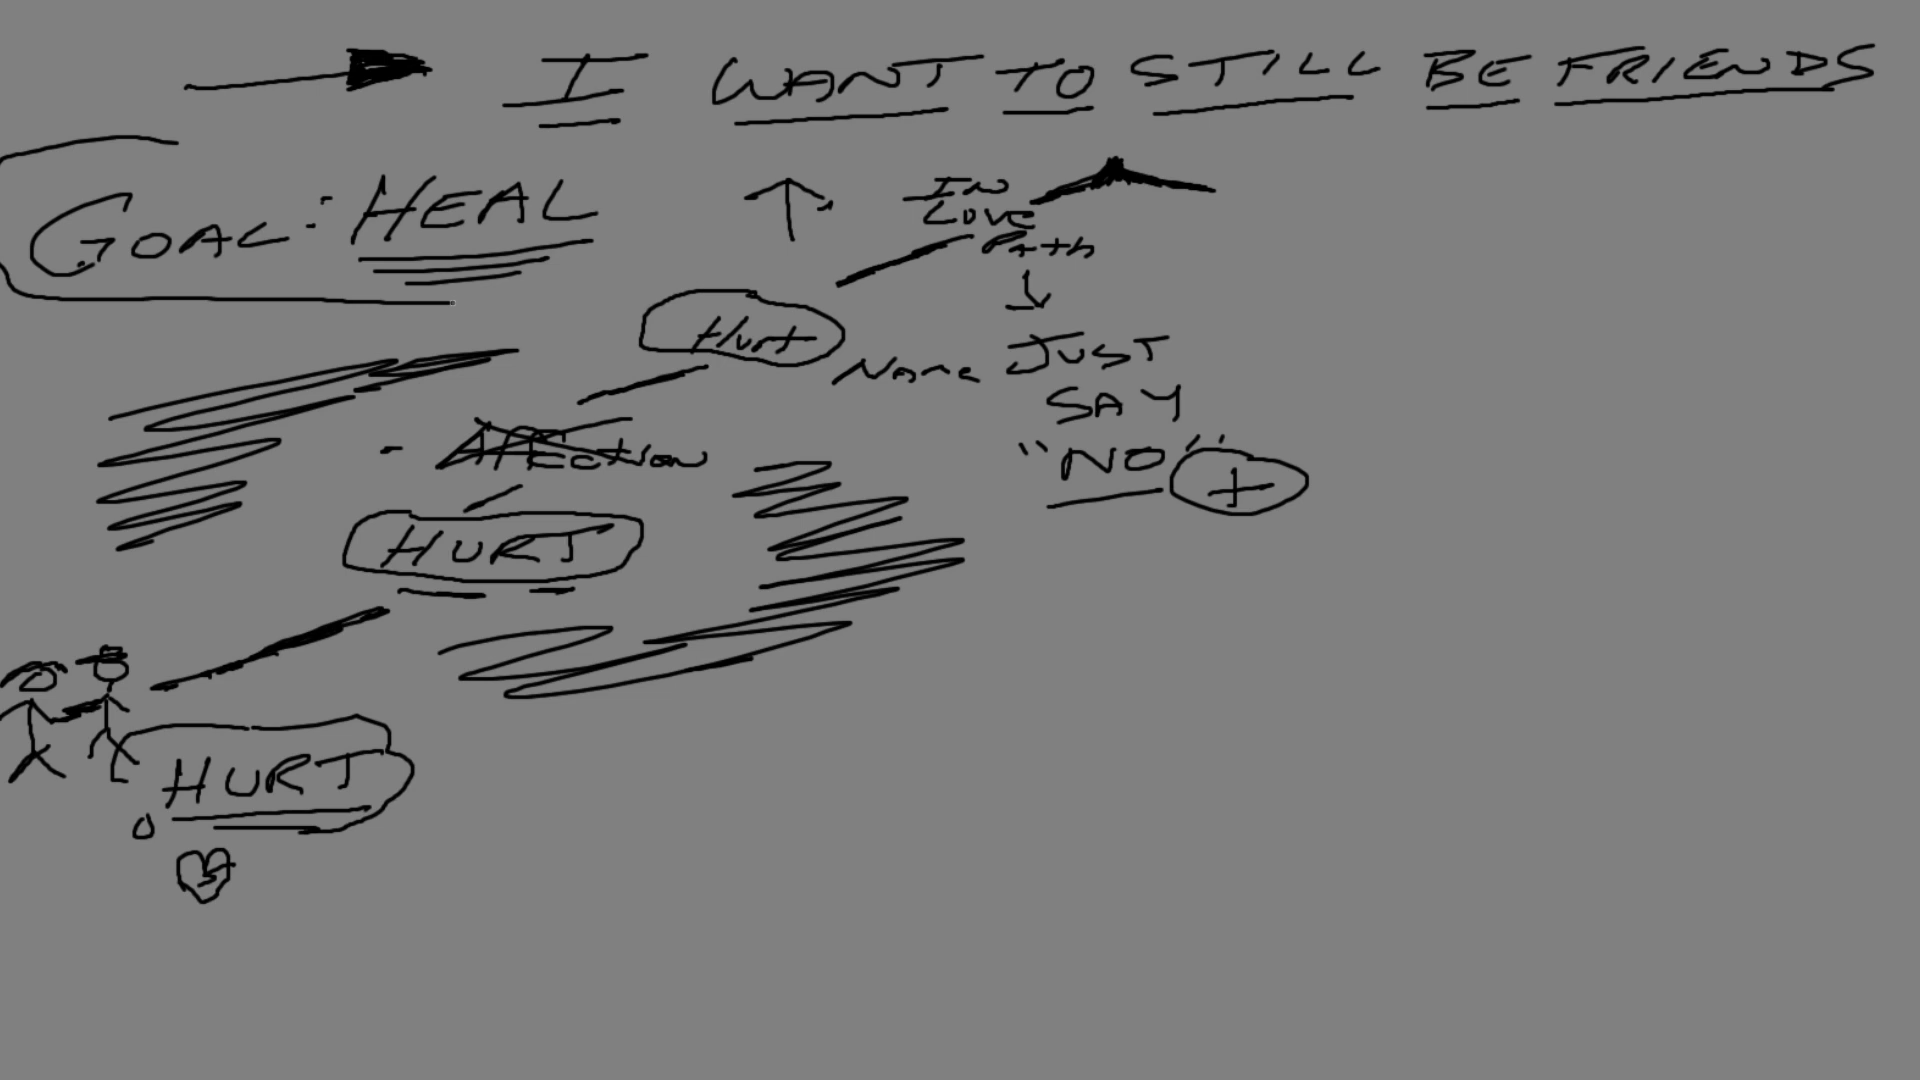 I WANT TO STILL BE FRIENDS
GOAL: HEAL
IN
LOVE
Path
Hurt
Name JUST
SAY
"NO" +
- AFFECTION
HURT
HURT